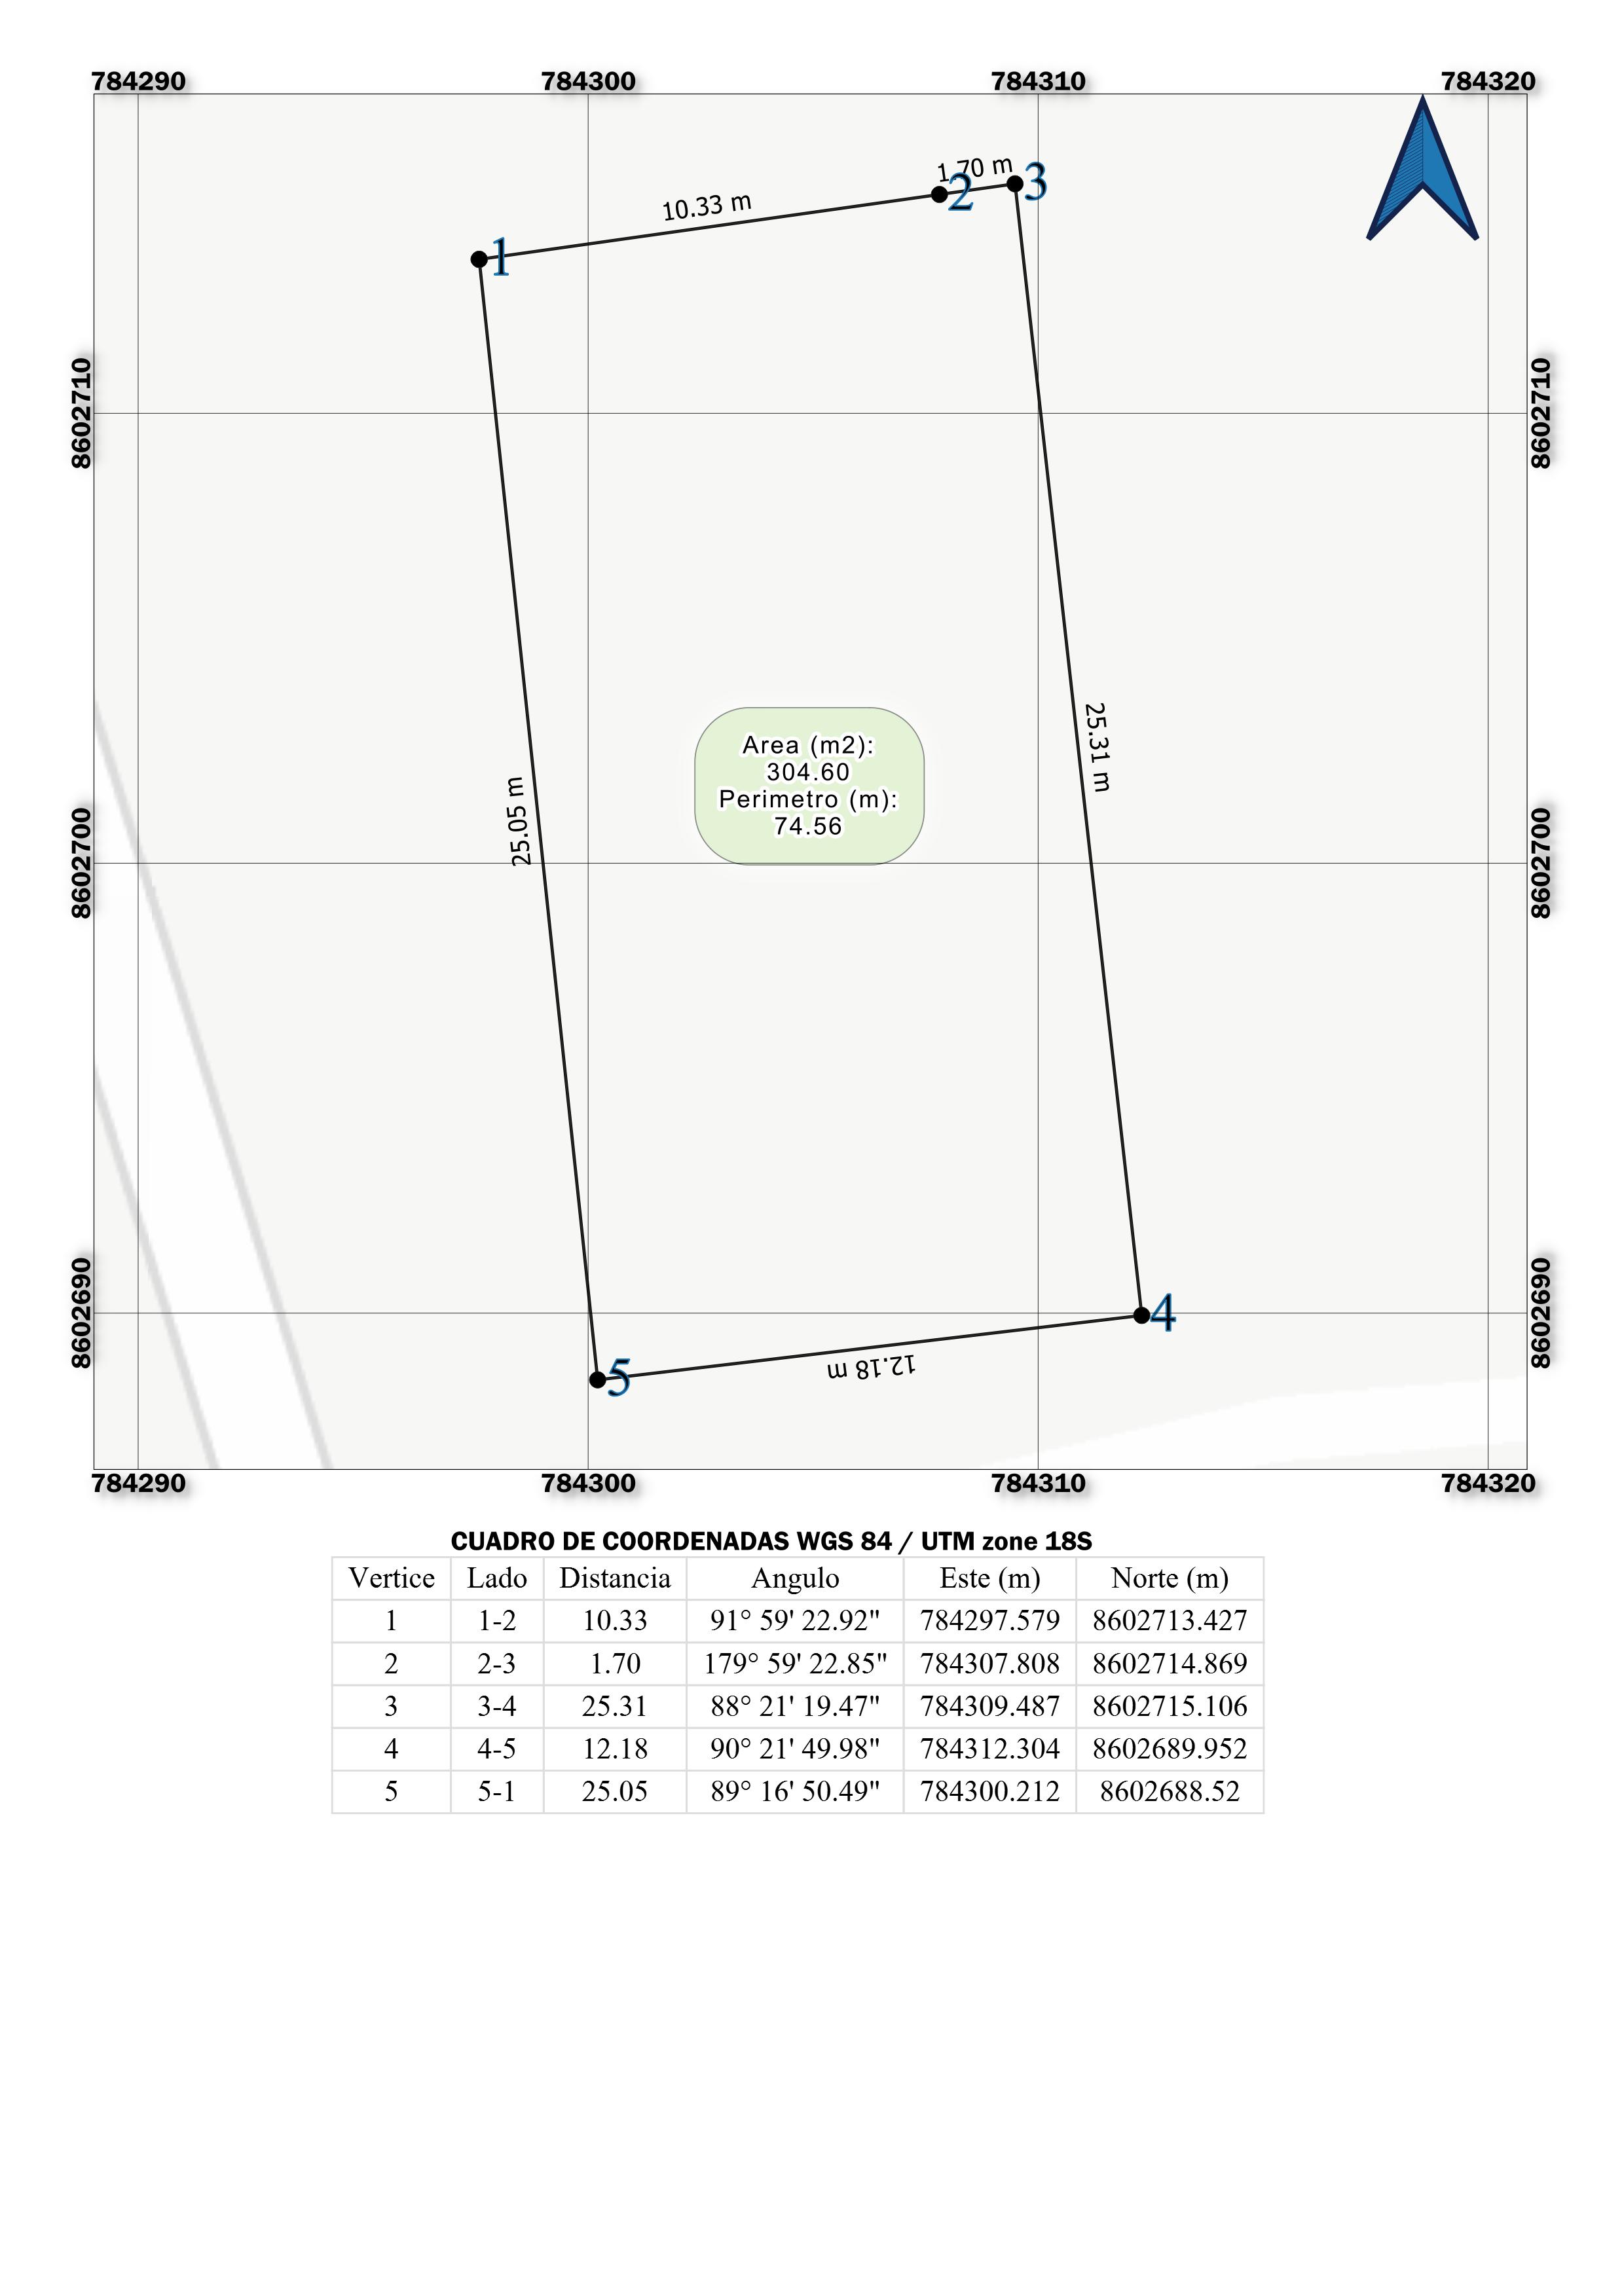 784290 784300 784310 784320
1.70 m
10.33 m
1
2
3
8602710
8602710
Area (m2):
304.60
Perimetro (m):
74.56
25.31 m
25.05 m
8602700
8602700
8602690
8602690
4
12.18 m
5
784290 784300 784310 784320
CUADRO DE COORDENADAS WGS 84 / UTM zone 18S
Vertice Lado Distancia Angulo Este (m) Norte (m)
1 1-2 10.33 91° 59' 22.92" 784297.579 8602713.427
2 2-3 1.70 179° 59' 22.85" 784307.808 8602714.869
3 3-4 25.31 88° 21' 19.47" 784309.487 8602715.106
4 4-5 12.18 90° 21' 49.98" 784312.304 8602689.952
5 5-1 25.05 89° 16' 50.49" 784300.212 8602688.52